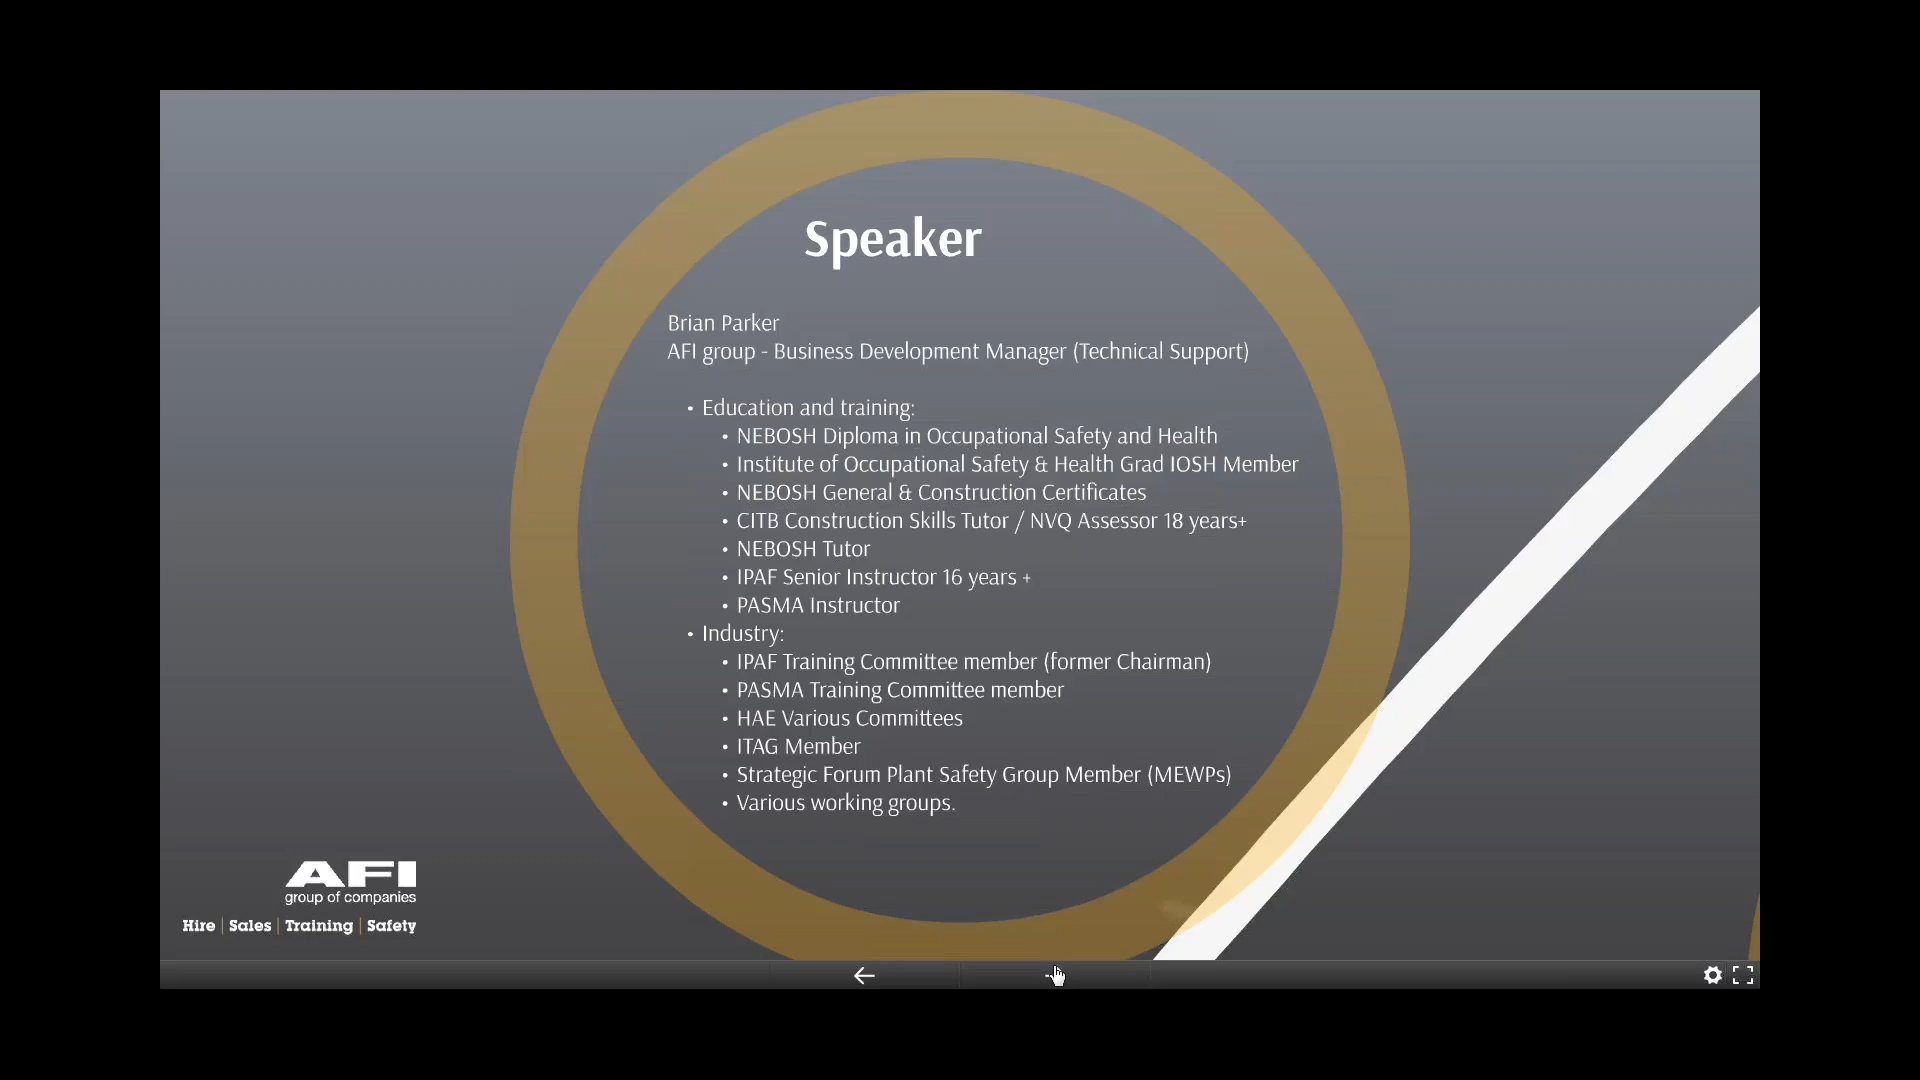 Speaker
Brian Parker
AFI group - Business Development Manager (Technical Support)
• Education and training:
• NEBOSH Diploma in Occupational Safety and Health
• Institute of Occupational Safety & Health Grad IOSH Member
• NEBOSH General & Construction Certificates
• CITB Construction Skills Tutor / NVQ Assessor 18 years+
• NEBOSH Tutor
• IPAF Senior Instructor 16 years +
• PASMA Instructor
• Industry:
• IPAF Training Committee member (former Chairman)
• PASMA Training Committee member
• HAE Various Committees
• ITAG Member
• Strategic Forum Plant Safety Group Member (MEWPs)
• Various working groups.
AFI
group of companies
Hire | Sales | Training | Safety